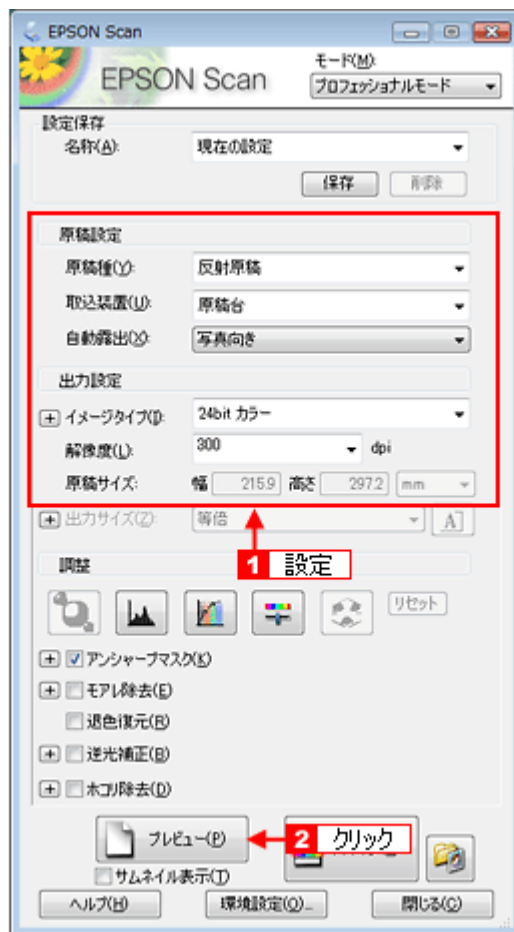 EPSON Scan
EPSON Scan
モード(M):
プロフェッショナルモード
設定保存
名称(A):
現在の設定
保存
削除
原稿設定
原稿種(Y):
反射原稿
取込装置(U):
原稿台
自動露出(X):
写真向き
出力設定
イメージタイプ(I):
24bit カラー
解像度(L):
300
dpi
原稿サイズ:
幅
215.9
高さ
297.2
mm
出力サイズ(Z):
等倍
A
1 設定
調整
リセット
アンシャープマスク(K)
モアレ除去(E)
退色復元(R)
逆光補正(B)
ホコリ除去(D)
プレビュー(P)
2 クリック
サムネイル表示(T)
ヘルプ(H)
環境設定(O)...
閉じる(C)